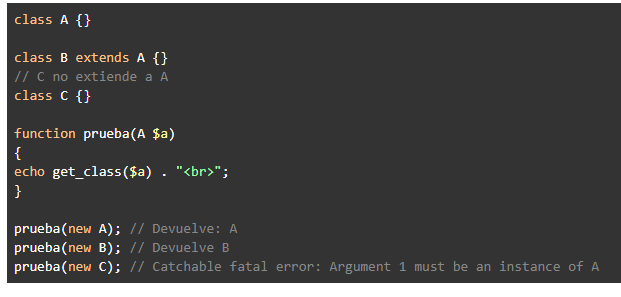 class A {}
class B extends A {}
// C no extiende a A
class C {}
function prueba(A $a)
{
echo get_class($a) . "<br>";
}
prueba(new A); // Devuelve: A
prueba(new B); // Devuelve B
prueba(new C); // Catchable fatal error: Argument 1 must be an instance of A